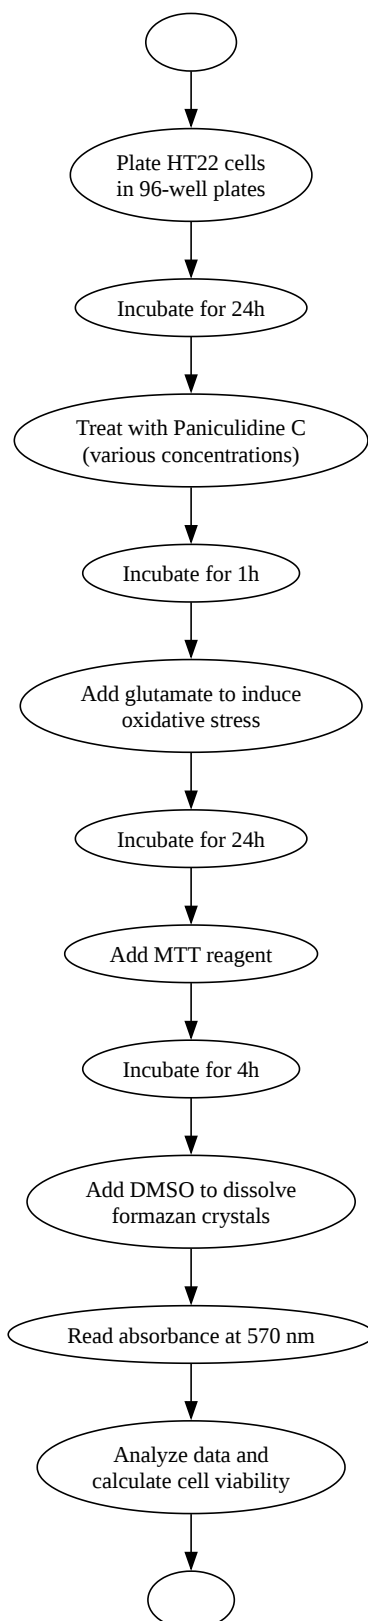 Plate HT22 cells
in 96-well plates
Incubate for 24h
Treat with Paniculidine C
(various concentrations)
Incubate for 1h
Add glutamate to induce
oxidative stress
Incubate for 24h
Add MTT reagent
Incubate for 4h
Add DMSO to dissolve
formazan crystals
Read absorbance at 570 nm
Analyze data and
calculate cell viability